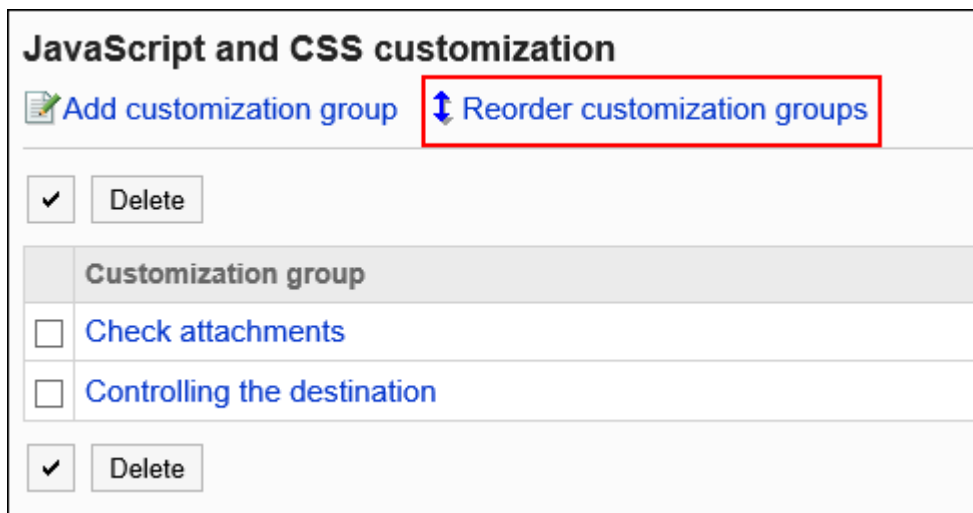 JavaScript and CSS customization
Add customization group Reorder customization groups
Delete
Customization group
Check attachments
Controlling the destination
Delete